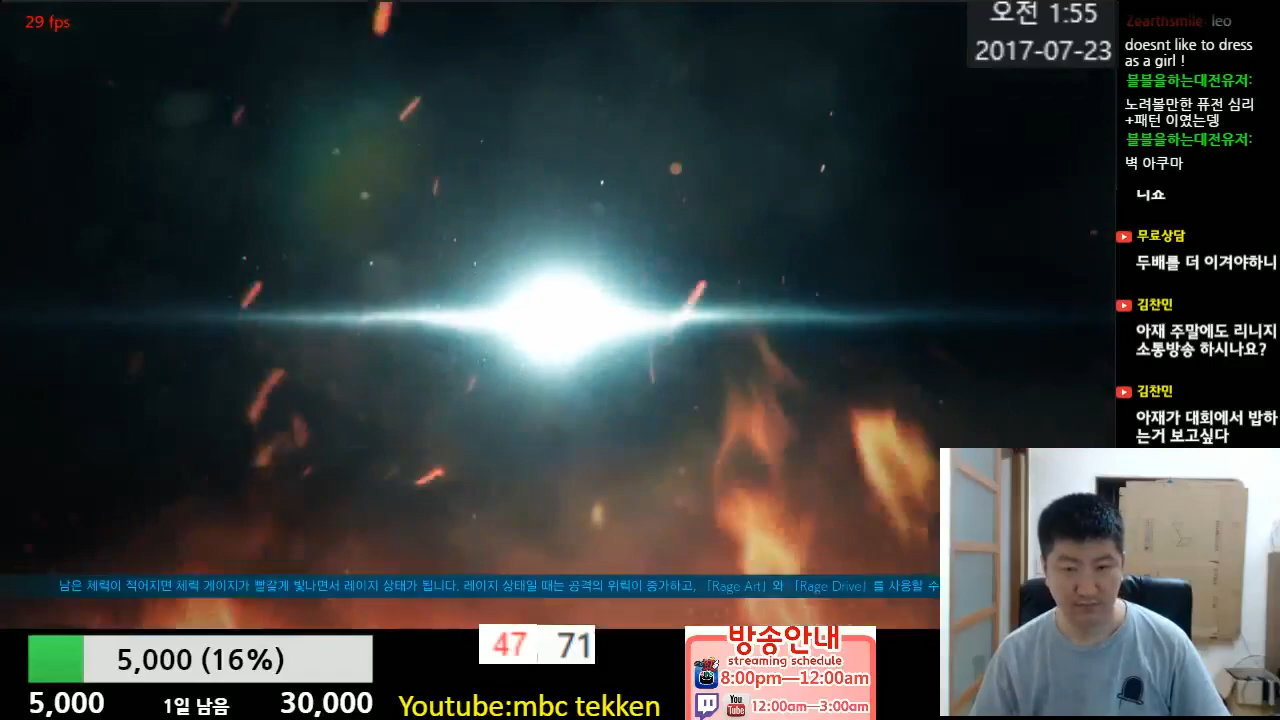 29 fps
오전 1:55
2017-07-23
Zearthsmile leo
doesnt like to dress
as a girl !
블블을하는대전유저:
노려볼만한 퓨전 심리
+패턴 이였는뎅
블블을하는대전유저:
벽 아쿠마
니쇼
무료상담
두배를 더 이겨야하니
김찬민
아재 주말에도 리니지
소통방송 하시나요?
김찬민
아재가 대회에서 밥하
는거 보고싶다
남은 체력이 적어지면 체력 게이지가 빨갛게 빛나면서 레이지 상태가 됩니다. 레이지 상태일 때는 공격의 위력이 증가하고, 「Rage Art」와 「Rage Drive」를 사용할 수
5,000 (16%)
5,000 1일 남음 30,000
47 71
Youtube:mbc tekken
방송안내
streaming schedule
8:00pm—12:00am
You Tube 12:00am—3:00am